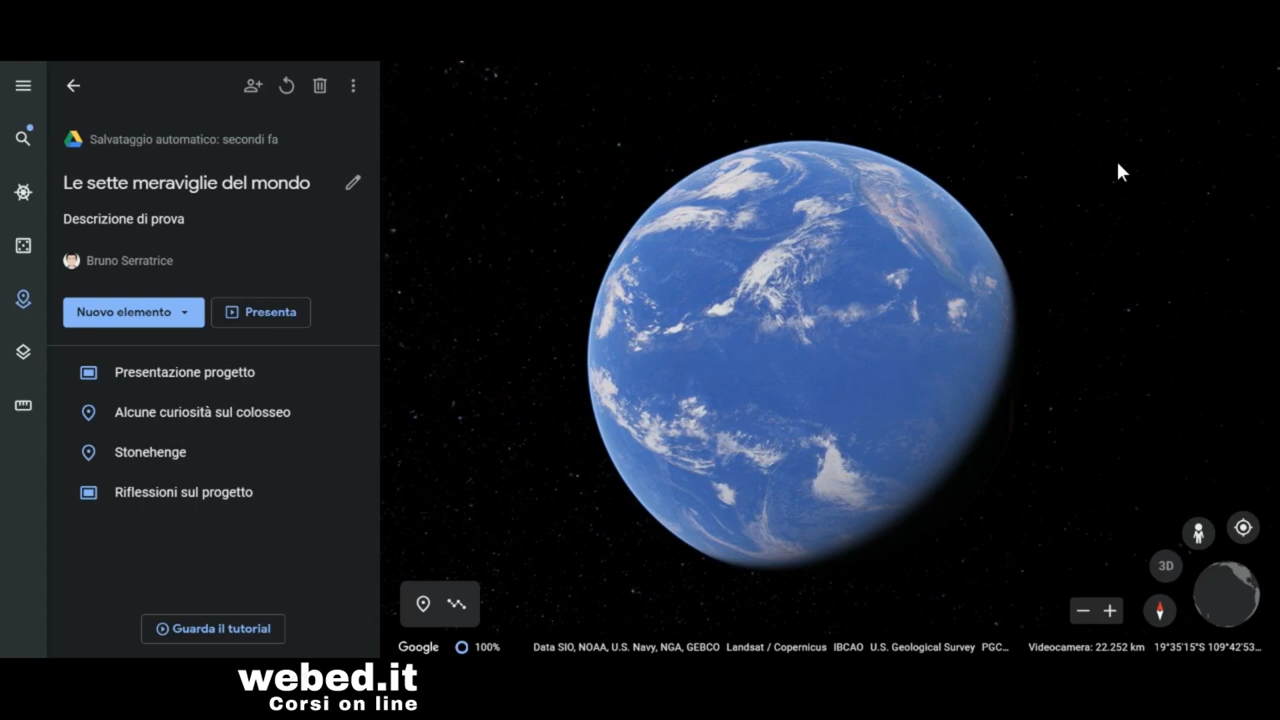 Salvataggio automatico: secondi fa
Le sette meraviglie del mondo
Descrizione di prova
Bruno Serratrice
Nuovo elemento
Presenta
Presentazione progetto
Alcune curiosità sul colosseo
Stonehenge
Riflessioni sul progetto
Guarda il tutorial
3D
Google
100%
Data SIO, NOAA, U.S. Navy, NGA, GEBCO Landsat / Copernicus IBCAO U.S. Geological Survey PGC…
Videocamera: 22.252 km 19°35'15"S 109°42'53…
webed.it
Corsi on line